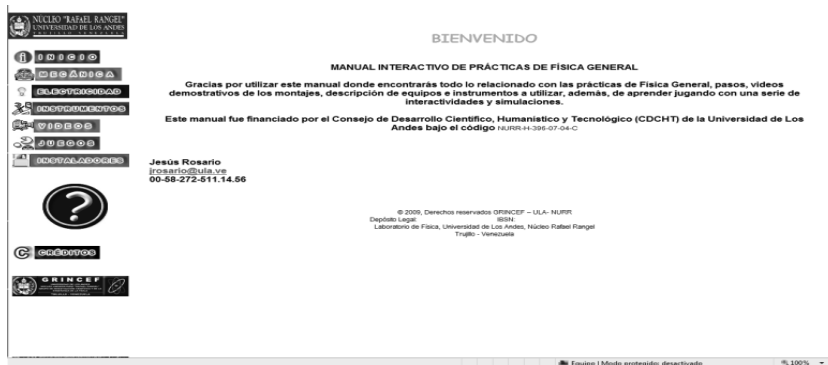 NÚCLEO "RAFAEL RANGEL"
UNIVERSIDAD DE LOS ANDES
INICIO
MECÁNICA
ELECTRICIDAD
INSTRUMENTOS
VIDEOS
JUEGOS
INSTALADORES
?
CRÉDITOS
GRINCEF
BIENVENIDO
MANUAL INTERACTIVO DE PRÁCTICAS DE FÍSICA GENERAL
Gracias por utilizar este manual donde encontrarás todo lo relacionado con las prácticas de Física General, pasos, videos
demostrativos de los montajes, descripción de equipos e instrumentos a utilizar, además, de aprender jugando con una serie de
interactividades y simulaciones.
Este manual fue financiado por el Consejo de Desarrollo Científico, Humanístico y Tecnológico (CDCHT) de la Universidad de Los
Andes bajo el código NURR-H-396-07-04-C
Jesús Rosario
jrosario@ula.ve
00-58-272-511.14.56
© 2009, Derechos reservados GRINCEF – ULA- NURR
Depósito Legal: IBSN:
Laboratorio de Física, Universidad de Los Andes, Núcleo Rafael Rangel
Trujillo - Venezuela
Equipo | Modo protegido: desactivado
100%